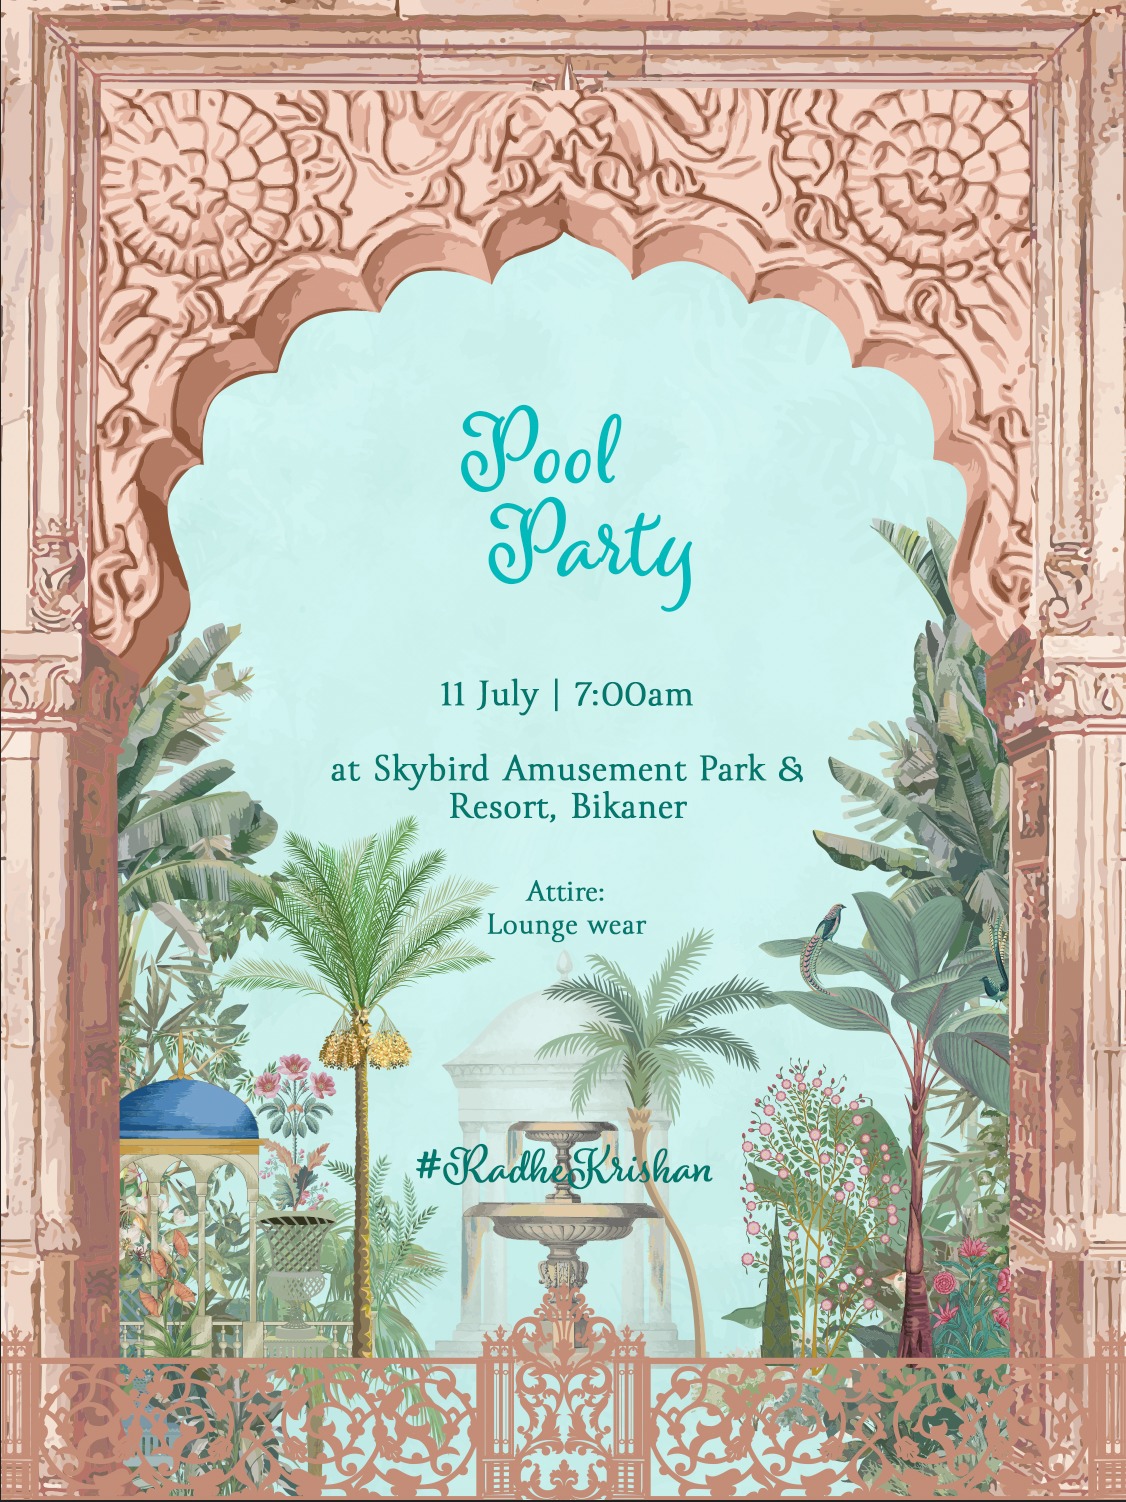 Pool
Party
11 July | 7:00am
at Skybird Amusement Park &
Resort, Bikaner
Attire:
Lounge wear
#RadheKrishan